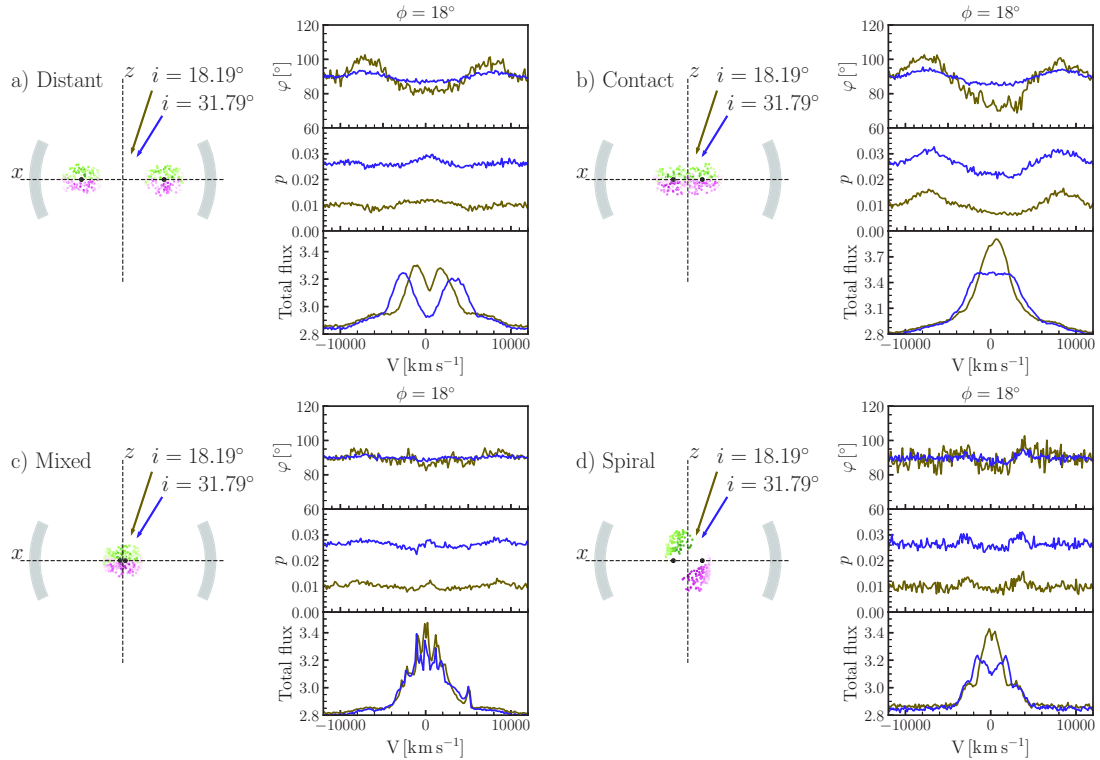 a) Distant
z
i = 18.19°
i = 31.79°
x
ϕ = 18°
φ [°]
120
100
80
60
p
0.03
0.02
0.01
0.00
Total flux
3.4
3.2
3.0
2.8
−10000 0 10000
V [km s⁻¹]
b) Contact
z
i = 18.19°
i = 31.79°
x
ϕ = 18°
φ [°]
120
100
80
60
p
0.03
0.02
0.01
0.00
Total flux
3.7
3.4
3.1
2.8
−10000 0 10000
V [km s⁻¹]
c) Mixed
z
i = 18.19°
i = 31.79°
x
ϕ = 18°
φ [°]
120
100
80
60
p
0.03
0.02
0.01
0.00
Total flux
3.4
3.2
3.0
2.8
−10000 0 10000
V [km s⁻¹]
d) Spiral
z
i = 18.19°
i = 31.79°
x
ϕ = 18°
φ [°]
120
100
80
60
p
0.03
0.02
0.01
0.00
Total flux
3.4
3.2
3.0
2.8
−10000 0 10000
V [km s⁻¹]